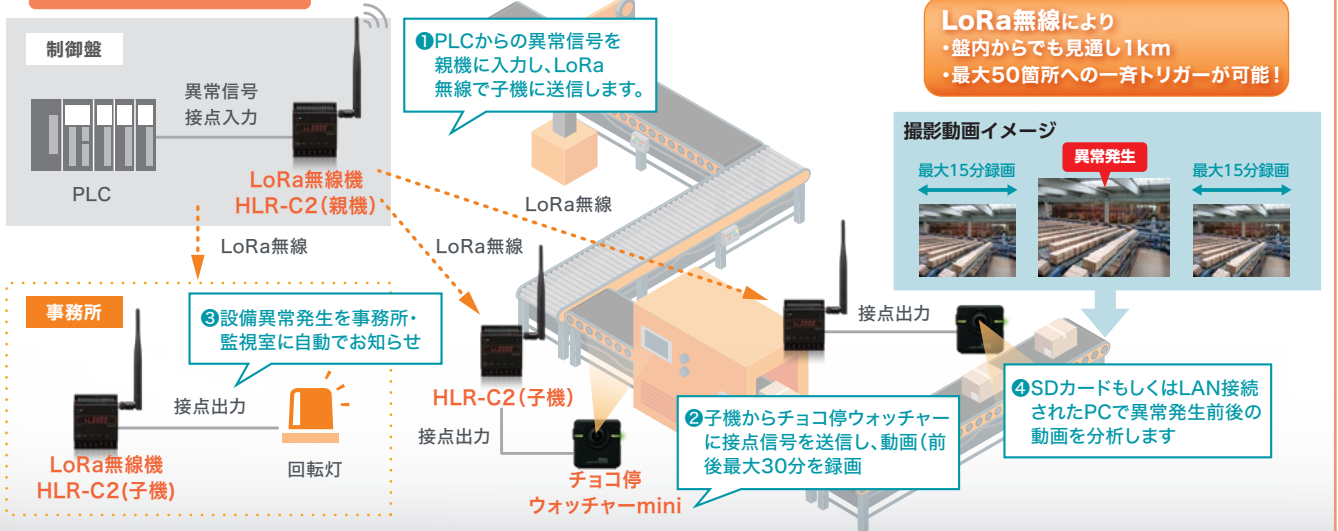 制御盤
異常信号
接点入力
PLC
LoRa無線機
HLR-C2(親機)
❶PLCからの異常信号を
親機に入力し、LoRa
無線で子機に送信します。
LoRa無線により
・盤内からでも見通し1km
・最大50箇所への一斉トリガーが可能!
撮影動画イメージ
最大15分録画
異常発生
最大15分録画
LoRa無線
LoRa無線
LoRa無線
事務所
❸設備異常発生を事務所・
監視室に自動でお知らせ
接点出力
LoRa無線機
HLR-C2(子機)
回転灯
HLR-C2(子機)
接点出力
チョコ停
ウォッチャーmini
❷子機からチョコ停ウォッチャー
に接点信号を送信し、動画(前
後最大30分を録画
接点出力
❹SDカードもしくはLAN接続
されたPCで異常発生前後の
動画を分析します